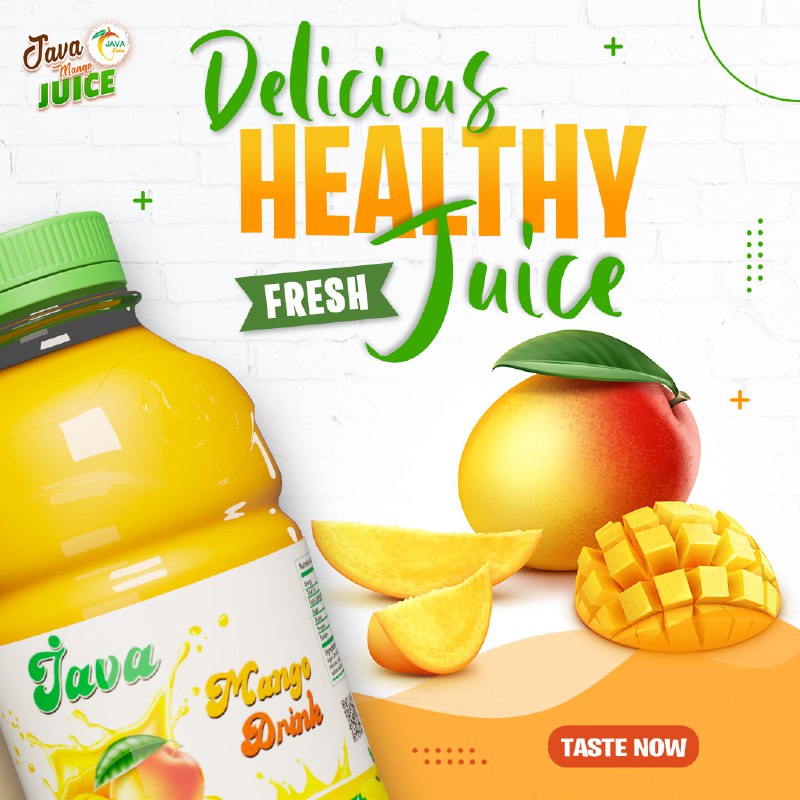 Java
Mango
JUICE
JAVA
Delicious
HEALTHY
Juice
FRESH
Java
Mango
Drink
TASTE NOW